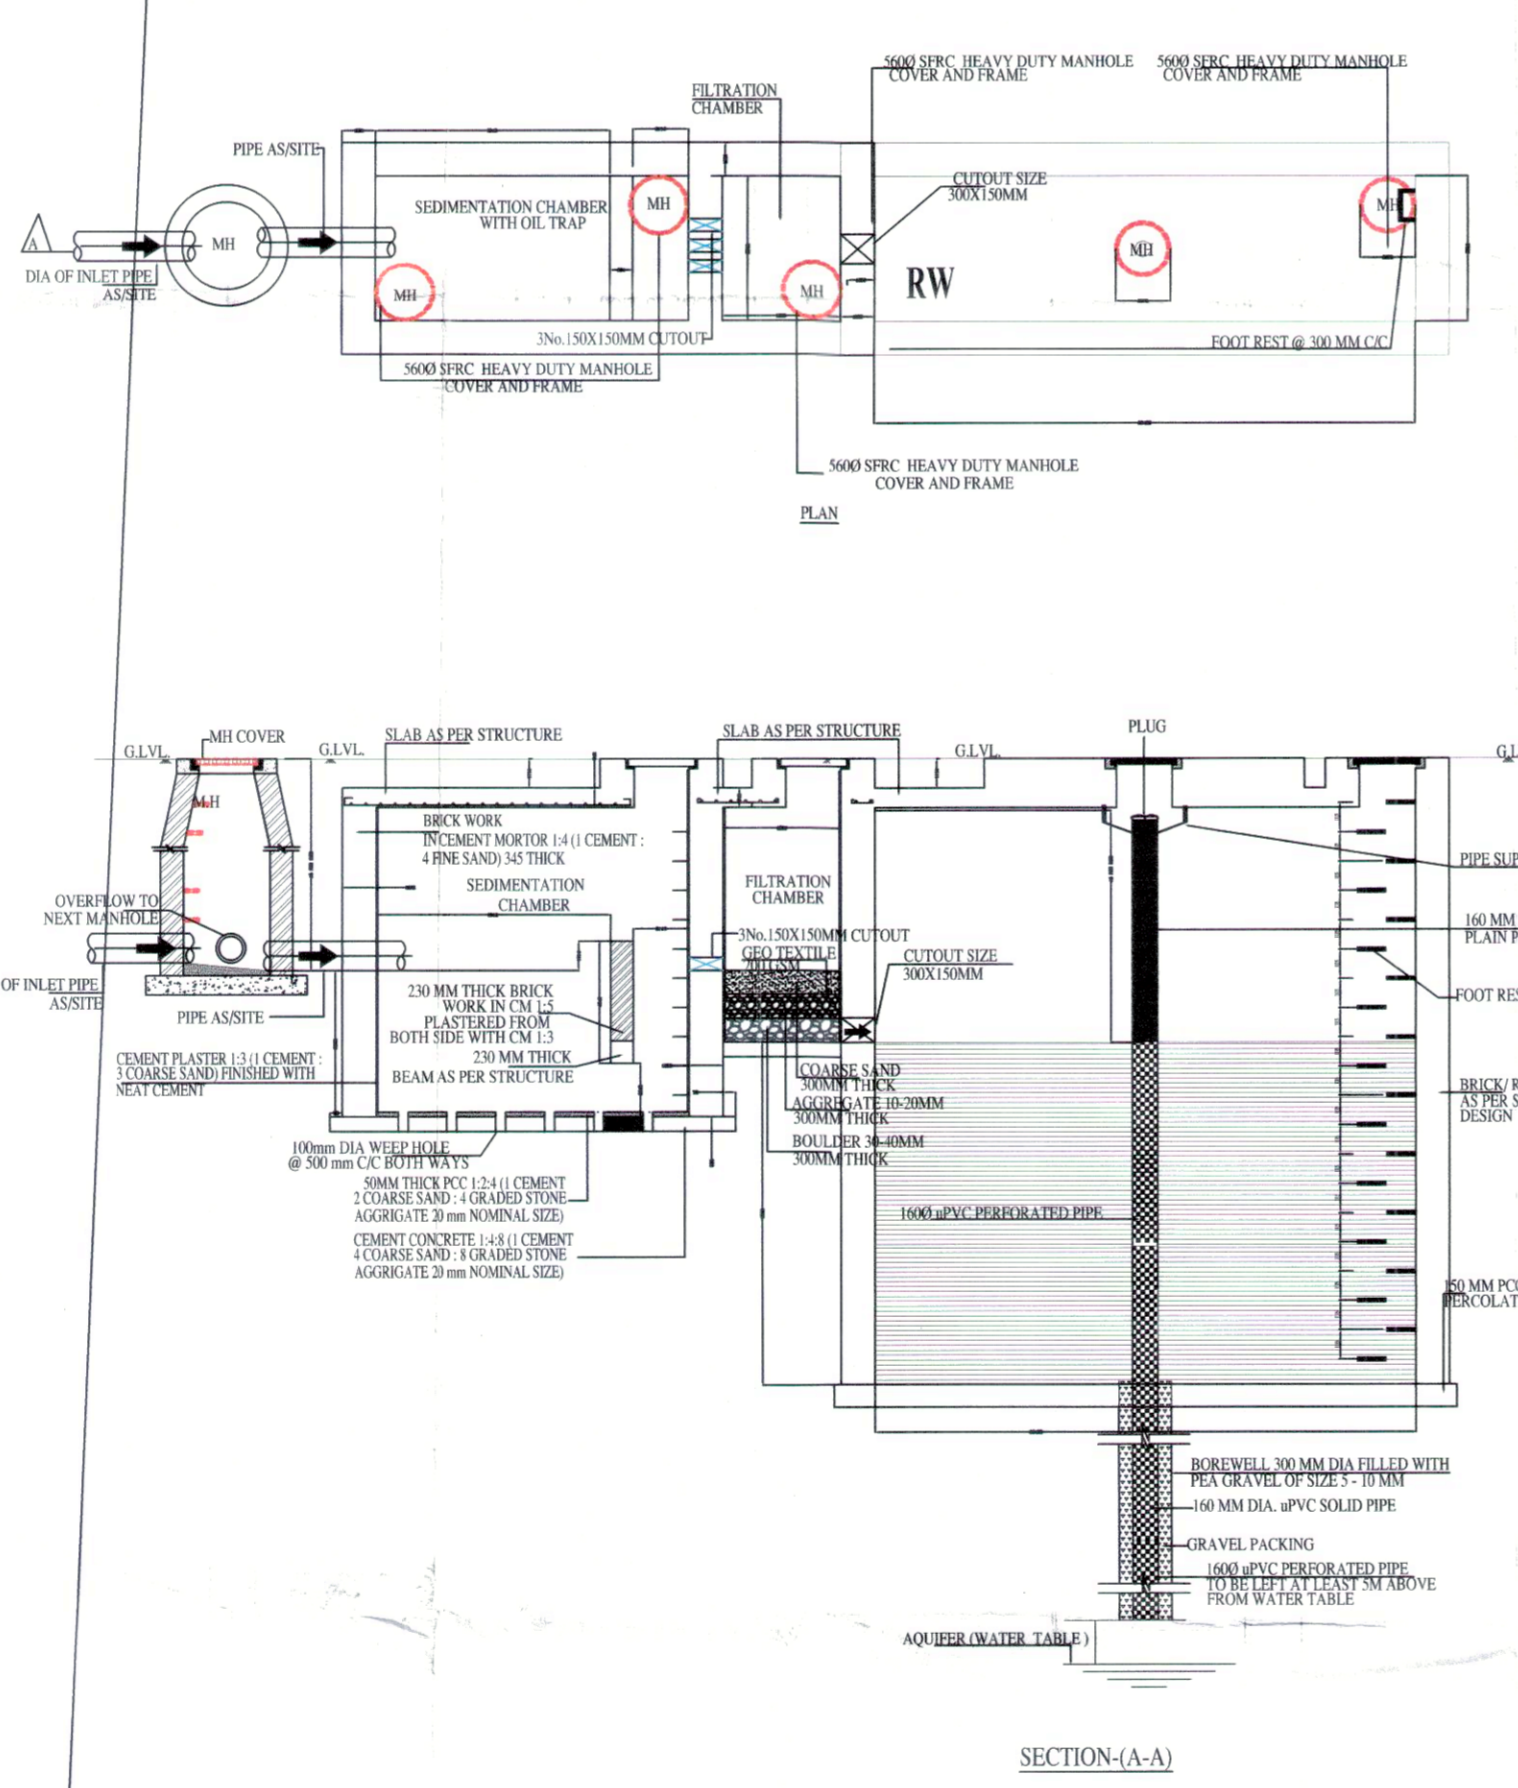 560Ø SFRC HEAVY DUTY MANHOLE
COVER AND FRAME
560Ø SFRC HEAVY DUTY MANHOLE
COVER AND FRAME
FILTRATION
CHAMBER
PIPE AS/SITE
CUTOUT SIZE
300X150MM
SEDIMENTATION CHAMBER
WITH OIL TRAP
MH
MH
A
MH
MH
DIA OF INLET PIPE
AS/SITE
MH
MH
RW
3No.150X150MM CUTOUT
FOOT REST @ 300 MM C/C
560Ø SFRC HEAVY DUTY MANHOLE
COVER AND FRAME
560Ø SFRC HEAVY DUTY MANHOLE
COVER AND FRAME
PLAN
MH COVER
SLAB AS PER STRUCTURE
SLAB AS PER STRUCTURE
PLUG
G.LVL.
G.LVL.
G.LVL.
MH
BRICK WORK
IN CEMENT MORTOR 1:4 (1 CEMENT :
4 FINE SAND) 345 THICK
SEDIMENTATION
CHAMBER
FILTRATION
CHAMBER
PIPE SUP
OVERFLOW TO
NEXT MANHOLE
160 MM
PLAIN P
3No.150X150MM CUTOUT
GEO TEXTILE
200 GSM
CUTOUT SIZE
300X150MM
OF INLET PIPE
AS/SITE
PIPE AS/SITE
230 MM THICK BRICK
WORK IN CM 1:5
PLASTERED FROM
BOTH SIDE WITH CM 1:3
230 MM THICK
BEAM AS PER STRUCTURE
FOOT RES
CEMENT PLASTER 1:3 (1 CEMENT :
3 COARSE SAND) FINISHED WITH
NEAT CEMENT
COARSE SAND
300MM THICK
AGGREGATE 10-20MM
300MM THICK
BOULDER 30-40MM
300MM THICK
BRICK/ R
AS PER S
DESIGN
100mm DIA WEEP HOLE
@ 500 mm C/C BOTH WAYS
50MM THICK PCC 1:2:4 (1 CEMENT
2 COARSE SAND : 4 GRADED STONE
AGGRIGATE 20 mm NOMINAL SIZE)
CEMENT CONCRETE 1:4:8 (1 CEMENT
4 COARSE SAND : 8 GRADED STONE
AGGRIGATE 20 mm NOMINAL SIZE)
160Ø uPVC PERFORATED PIPE
150 MM PCC
PERCOLAT
BOREWELL 300 MM DIA FILLED WITH
PEA GRAVEL OF SIZE 5 - 10 MM
160 MM DIA. uPVC SOLID PIPE
GRAVEL PACKING
160Ø uPVC PERFORATED PIPE
TO BE LEFT AT LEAST 5M ABOVE
FROM WATER TABLE
AQUIFER (WATER TABLE )
SECTION-(A-A)